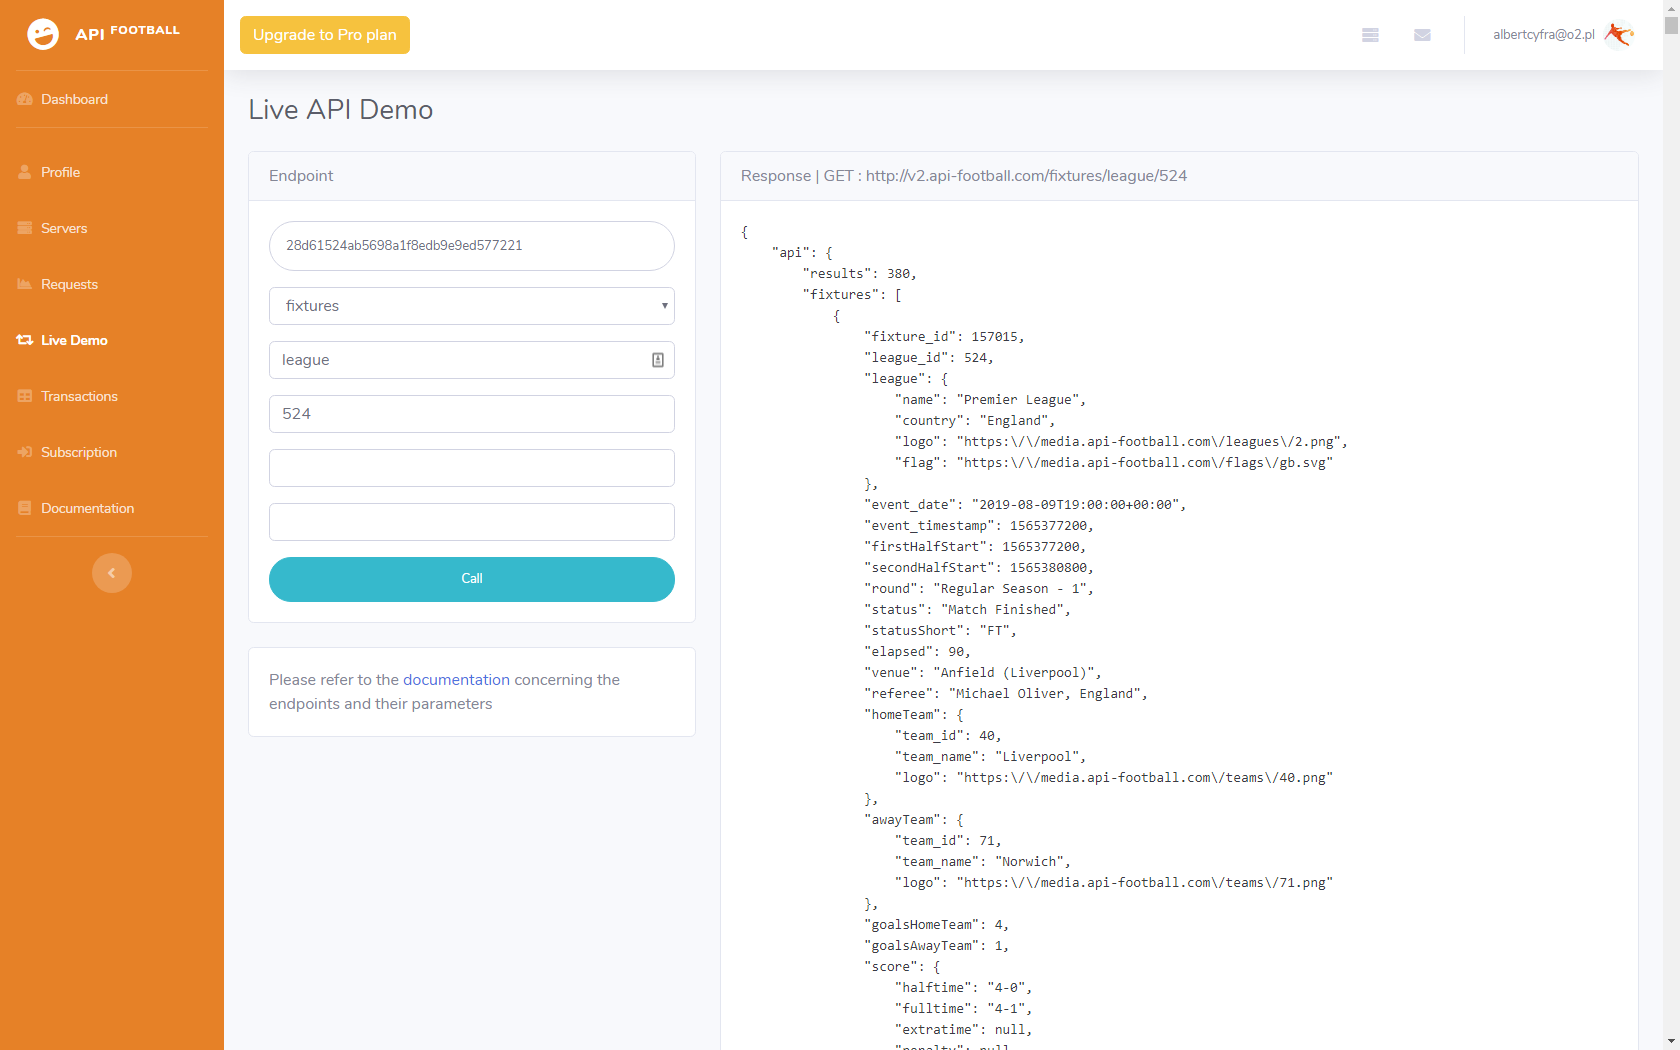 API FOOTBALL
Dashboard
Profile
Servers
Requests
Live Demo
Transactions
Subscription
Documentation
Upgrade to Pro plan
albertcyfra@o2.pl
Live API Demo
Endpoint
28d61524ab5698a1f8edb9e9ed577221
fixtures
league
524
Call
Please refer to the documentation concerning the
endpoints and their parameters
Response | GET : http://v2.api-football.com/fixtures/league/524
{
"api": {
"results": 380,
"fixtures": [
{
"fixture_id": 157015,
"league_id": 524,
"league": {
"name": "Premier League",
"country": "England",
"logo": "https:\/\/media.api-football.com\/leagues\/2.png",
"flag": "https:\/\/media.api-football.com\/flags\/gb.svg"
},
"event_date": "2019-08-09T19:00:00+00:00",
"event_timestamp": 1565377200,
"firstHalfStart": 1565377200,
"secondHalfStart": 1565380800,
"round": "Regular Season - 1",
"status": "Match Finished",
"statusShort": "FT",
"elapsed": 90,
"venue": "Anfield (Liverpool)",
"referee": "Michael Oliver, England",
"homeTeam": {
"team_id": 40,
"team_name": "Liverpool",
"logo": "https:\/\/media.api-football.com\/teams\/40.png"
},
"awayTeam": {
"team_id": 71,
"team_name": "Norwich",
"logo": "https:\/\/media.api-football.com\/teams\/71.png"
},
"goalsHomeTeam": 4,
"goalsAwayTeam": 1,
"score": {
"halftime": "4-0",
"fulltime": "4-1",
"extratime": null,
"penalty": null